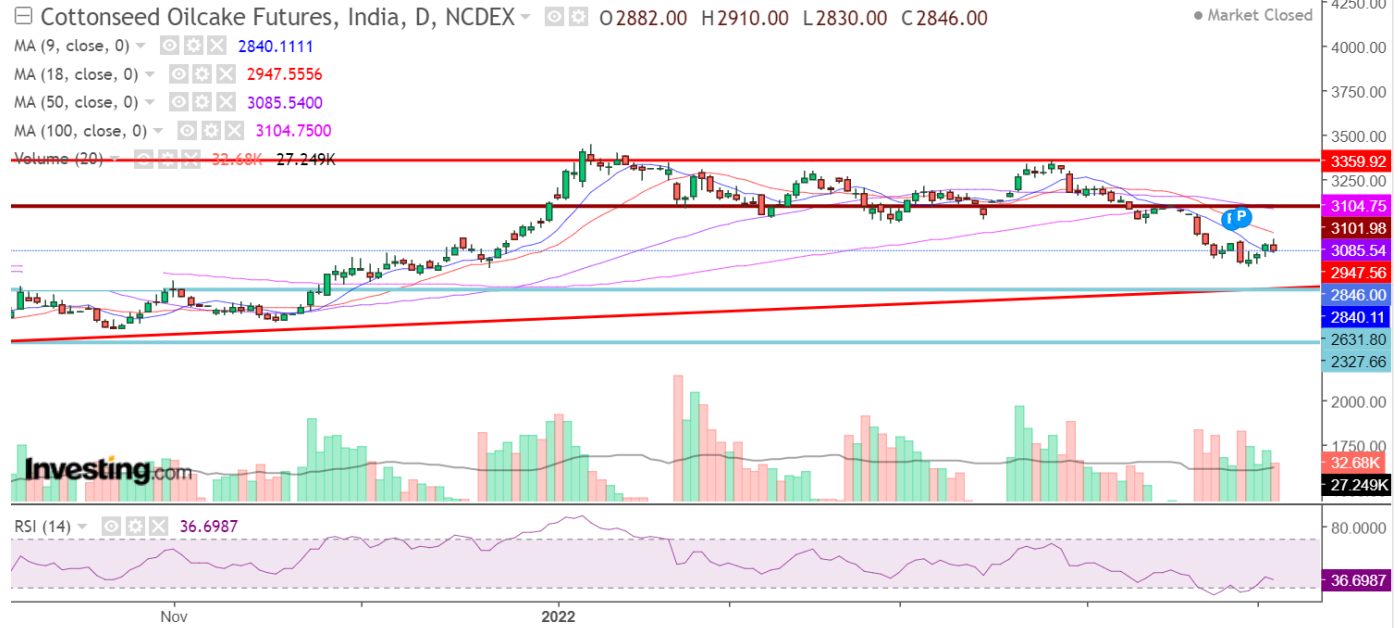 Cottonseed Oilcake Futures, India, D, NCDEX O2882.00 H2910.00 L2830.00 C2846.00 Market Closed
MA (9, close, 0) 2840.1111
MA (18, close, 0) 2947.5556
MA (50, close, 0) 3085.5400
MA (100, close, 0) 3104.7500
Volume (20) 32.68K 27.249K
4250.00
4000.00
3750.00
3500.00
3359.92
3250.00
3104.75
3101.98
3085.54
2947.56
2846.00
2840.11
2631.80
2327.66
2000.00
1750.00
32.68K
27.249K
P
Investing.com
RSI (14) 36.6987
80.0000
36.6987
Nov 2022